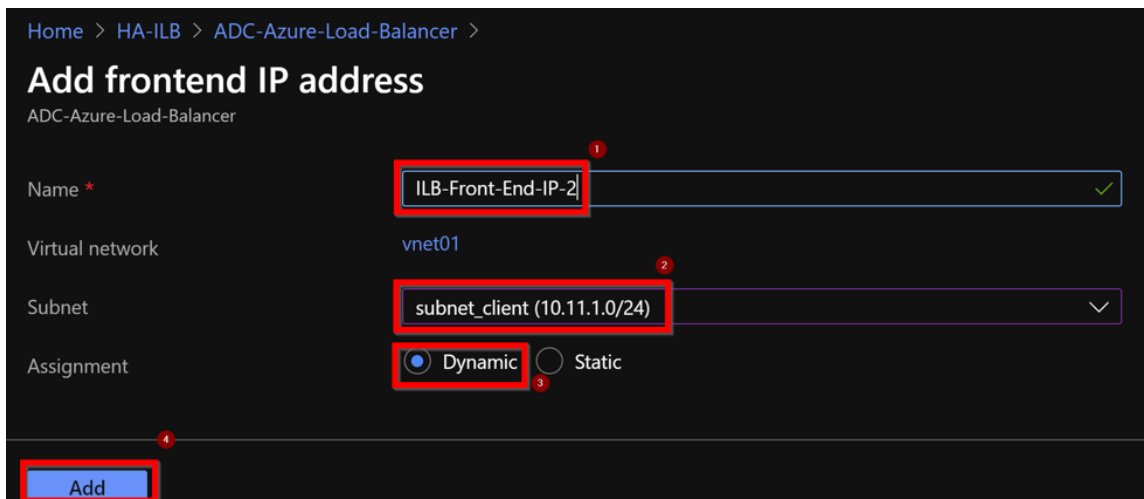 Home > HA-ILB > ADC-Azure-Load-Balancer >
Add frontend IP address
ADC-Azure-Load-Balancer
1
Name * ILB-Front-End-IP-2
Virtual network vnet01
2
Subnet subnet_client (10.11.1.0/24)
Assignment Dynamic Static
3
4
Add